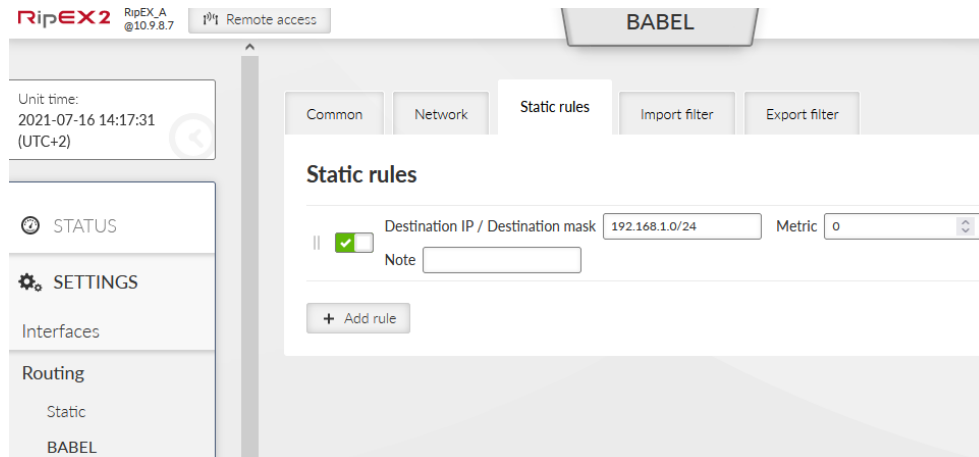 RipEX2 RipEX_A
@10.9.8.7
Remote access
BABEL
Unit time:
2021-07-16 14:17:31
(UTC+2)
Common Network Static rules Import filter Export filter
Static rules
Destination IP / Destination mask 192.168.1.0/24 Metric 0
Note
+ Add rule
STATUS
SETTINGS
Interfaces
Routing
Static
BABEL